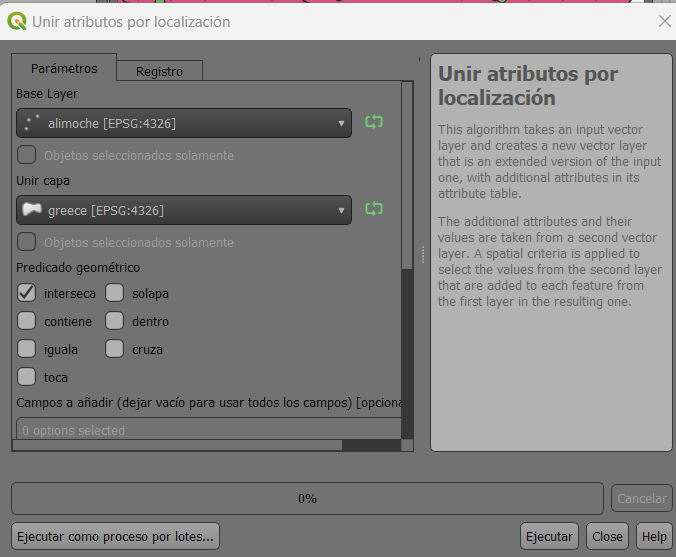 Unir atributos por localización
Parámetros
Registro
Base Layer
alimoche [EPSG:4326]
Objetos seleccionados solamente
Unir capa
greece [EPSG:4326]
Objetos seleccionados solamente
Predicado geométrico
interseca solapa
contiene dentro
iguala cruza
toca
Campos a añadir (dejar vacío para usar todos los campos) [opciona
0 options selected
Unir atributos por
localización
This algorithm takes an input vector
layer and creates a new vector layer
that is an extended version of the input
one, with additional attributes in its
attribute table.
The additional attributes and their
values are taken from a second vector
layer. A spatial criteria is applied to
select the values from the second layer
that are added to each feature from
the first layer in the resulting one.
0%
Cancelar
Ejecutar como proceso por lotes...
Ejecutar
Close
Help